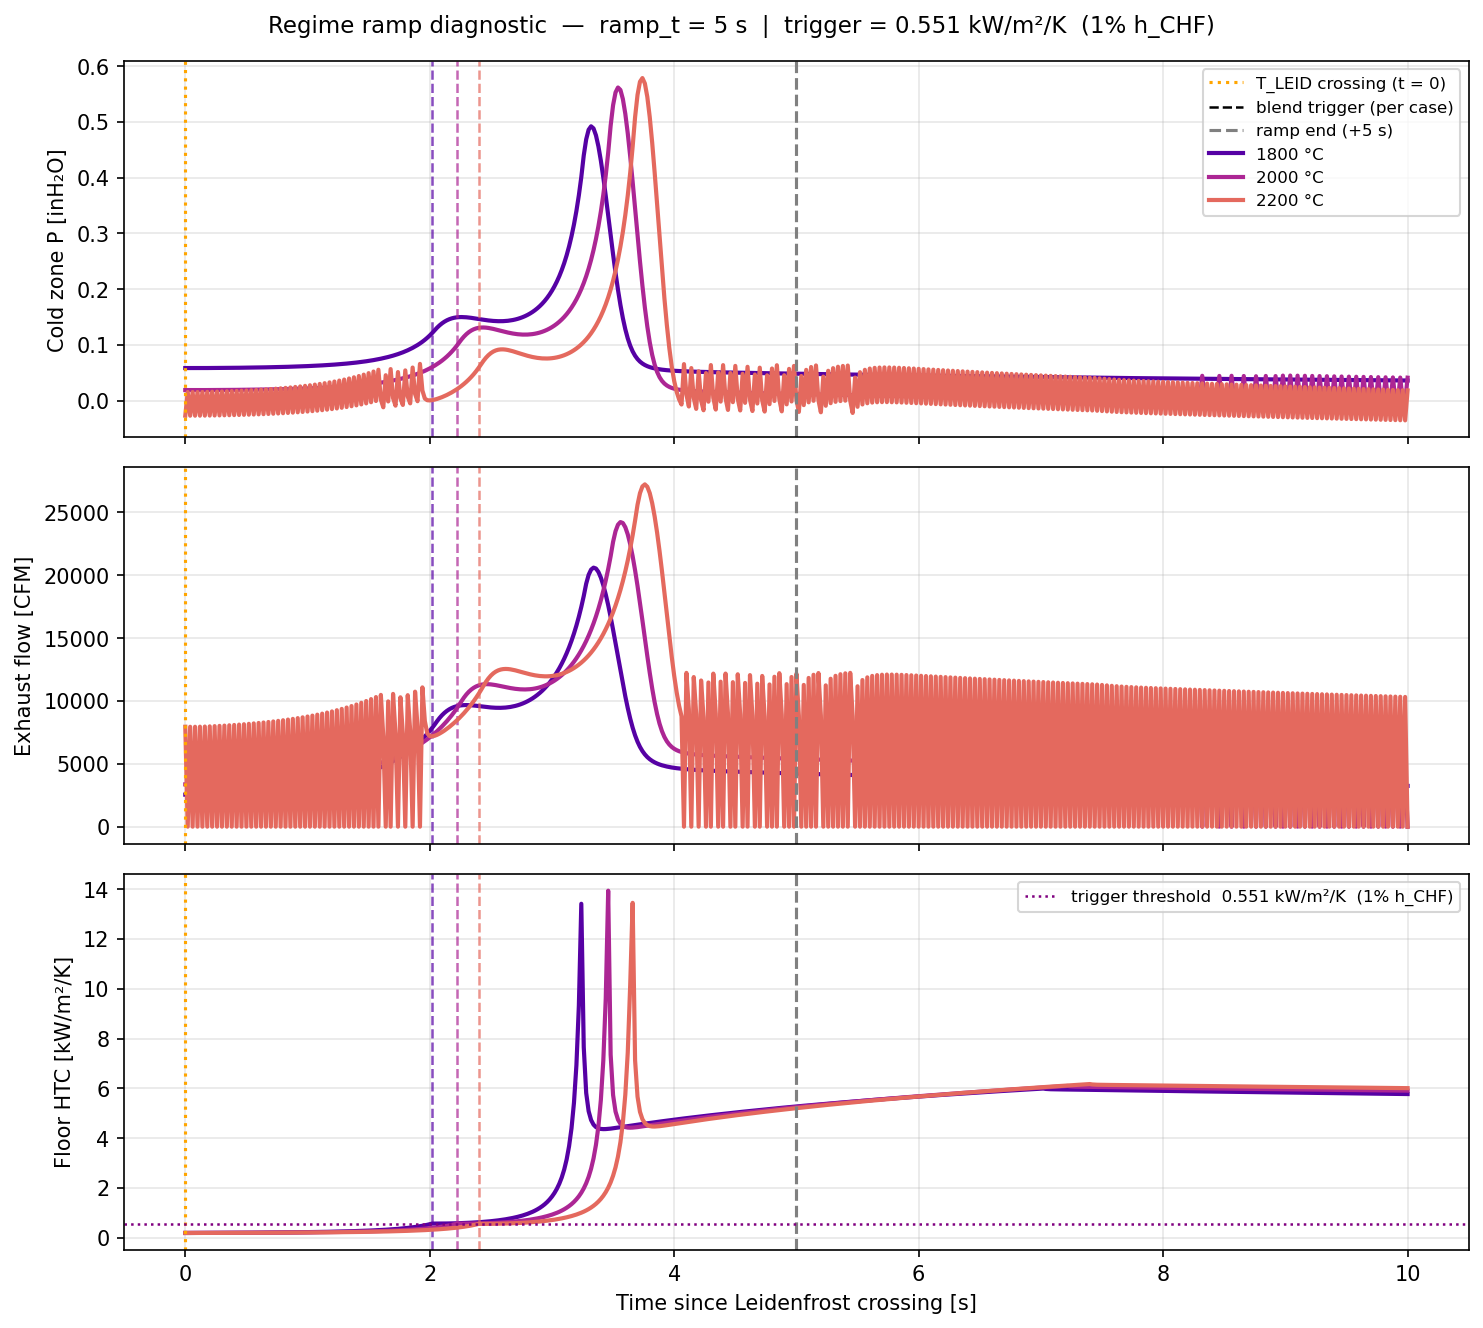 Regime ramp diagnostic — ramp_t = 5 s | trigger = 0.551 kW/m²/K (1% h_CHF)
Cold zone P [inH₂O]
0.6
0.5
0.4
0.3
0.2
0.1
0.0
T_LEID crossing (t = 0)
blend trigger (per case)
ramp end (+5 s)
1800 °C
2000 °C
2200 °C
Exhaust flow [CFM]
25000
20000
15000
10000
5000
0
Floor HTC [kW/m²/K]
14
12
10
8
6
4
2
0
trigger threshold 0.551 kW/m²/K (1% h_CHF)
0 2 4 6 8 10
Time since Leidenfrost crossing [s]